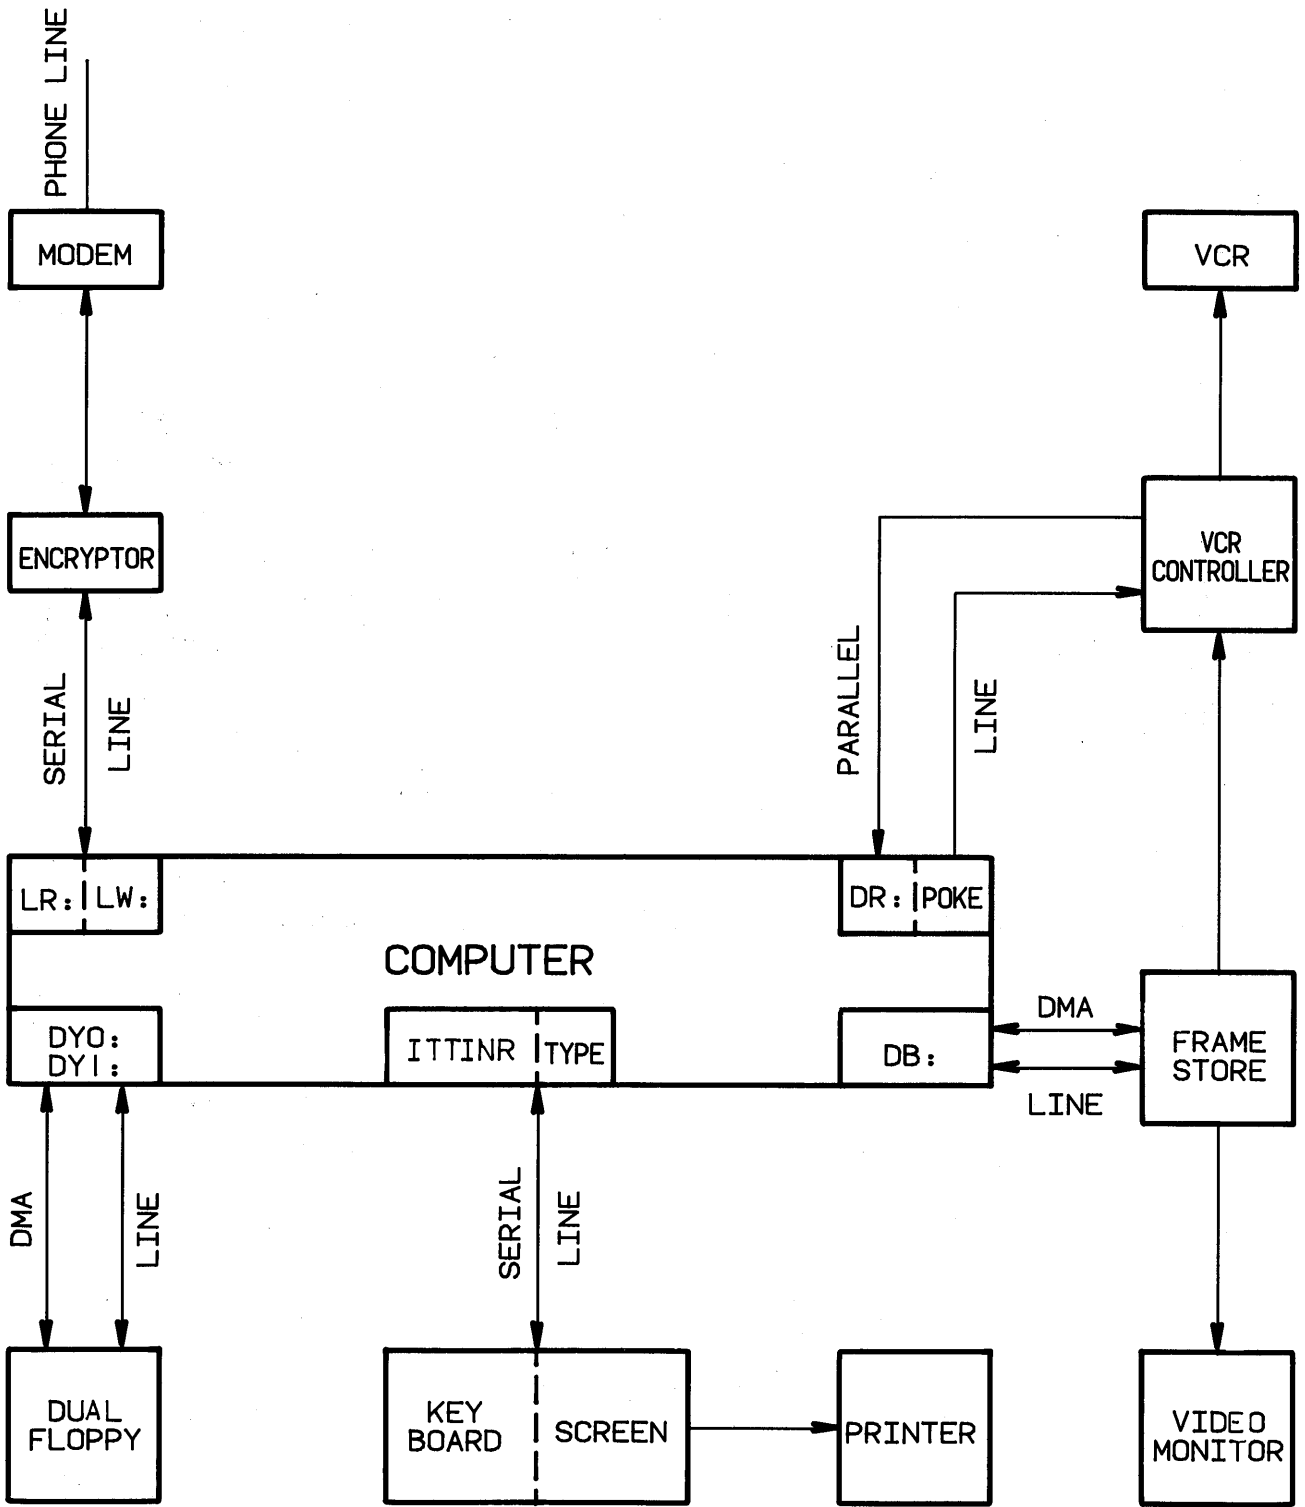 PHONE LINE
MODEM
VCR
ENCRYPTOR
VCR
CONTROLLER
SERIAL
LINE
PARALLEL
LINE
LR:
LW:
DR:
POKE
COMPUTER
DYO:
DYI:
ITTINR
TYPE
DB:
DMA
LINE
FRAME
STORE
DMA
LINE
SERIAL
LINE
DUAL
FLOPPY
KEY
BOARD
SCREEN
PRINTER
VIDEO
MONITOR